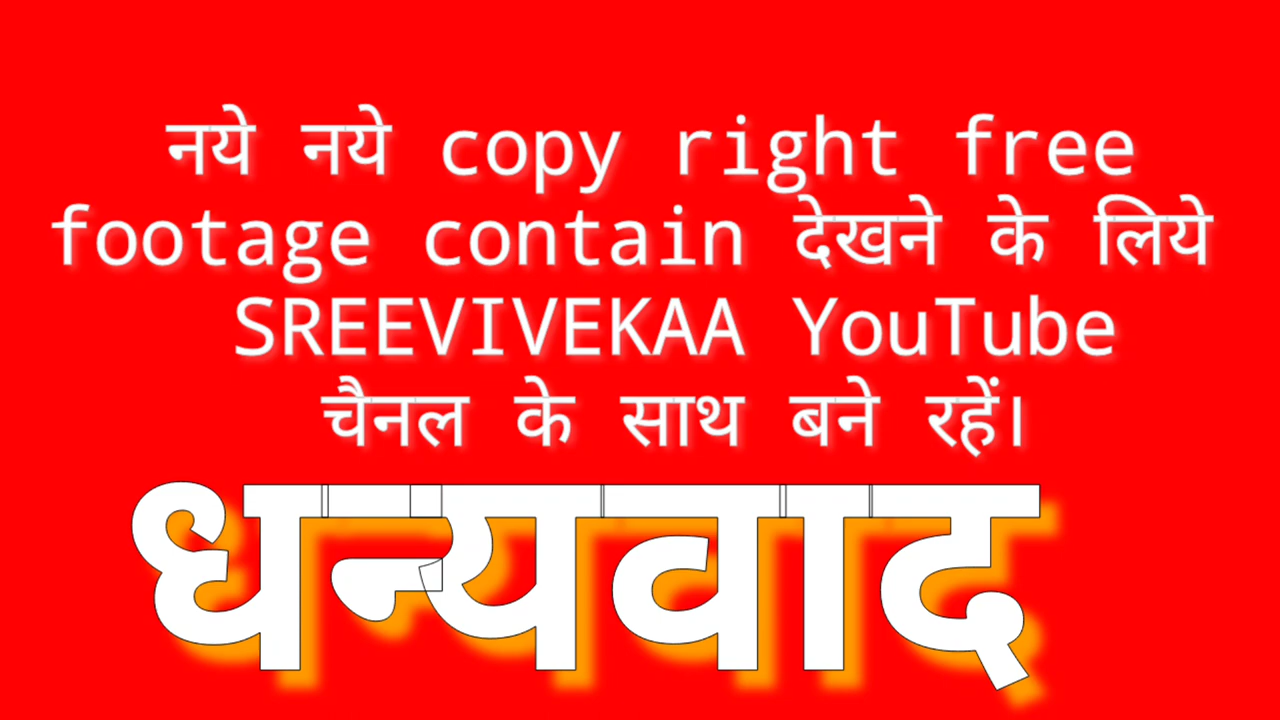 नये नये copy right free
footage contain देखने के लिये
SREEVIVEKAA YouTube
चैनल के साथ बने रहें।
धन्यवाद